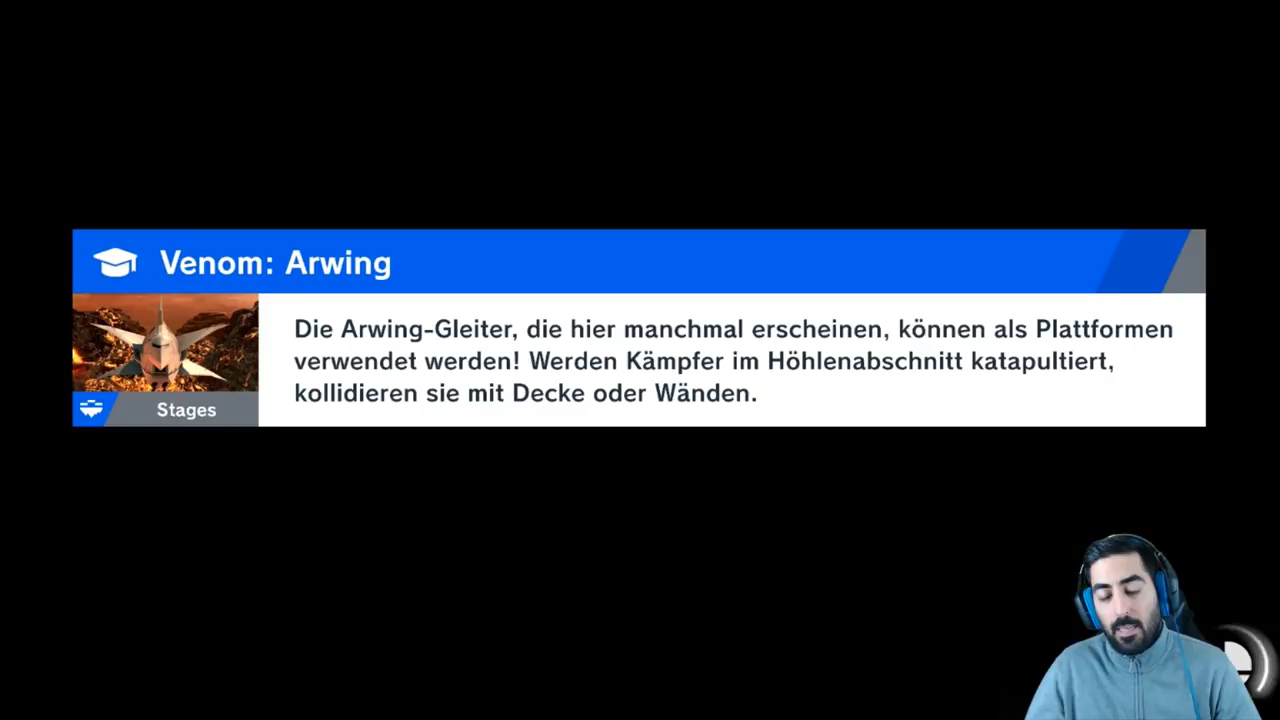 Venom: Arwing
Die Arwing-Gleiter, die hier manchmal erscheinen, können als Plattformen
verwendet werden! Werden Kämpfer im Höhlenabschnitt katapultiert,
kollidieren sie mit Decke oder Wänden.
Stages